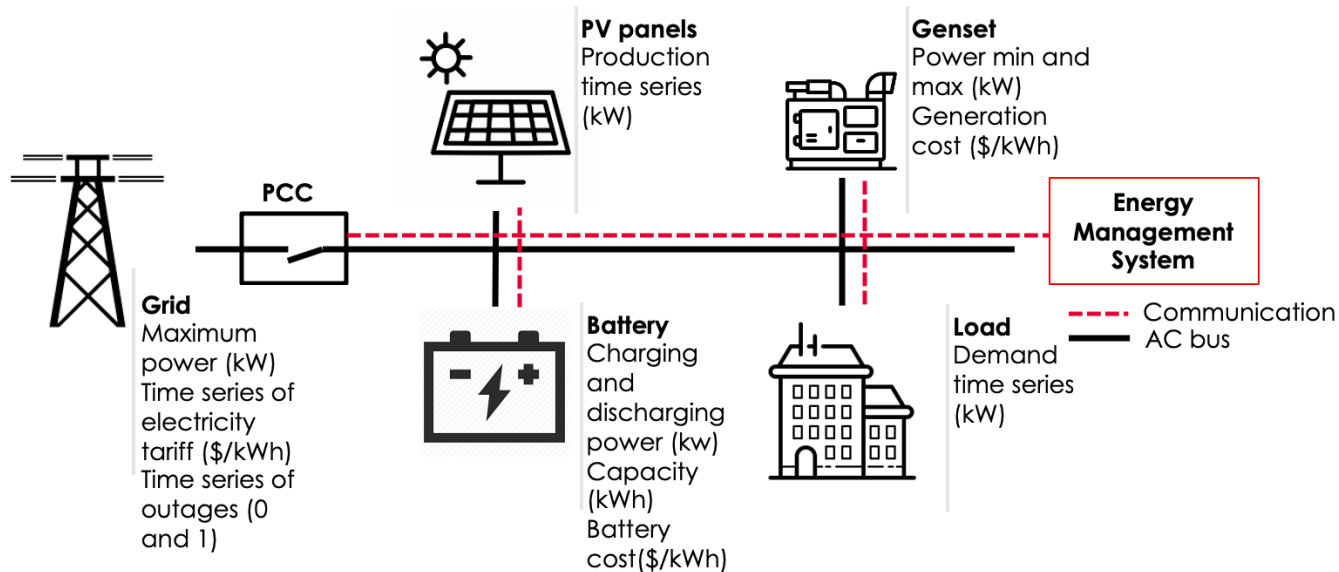 PV panels
Production
time series
(kW)
Genset
Power min and
max (kW)
Generation
cost ($/kWh)
PCC
Energy
Management
System
Grid
Maximum
power (kW)
Time series of
electricity
tariff ($/kWh)
Time series of
outages (0
and 1)
Battery
Charging
and
discharging
power (kw)
Capacity
(kWh)
Battery
cost($/kWh)
Load
Demand
time series
(kW)
Communication
AC bus